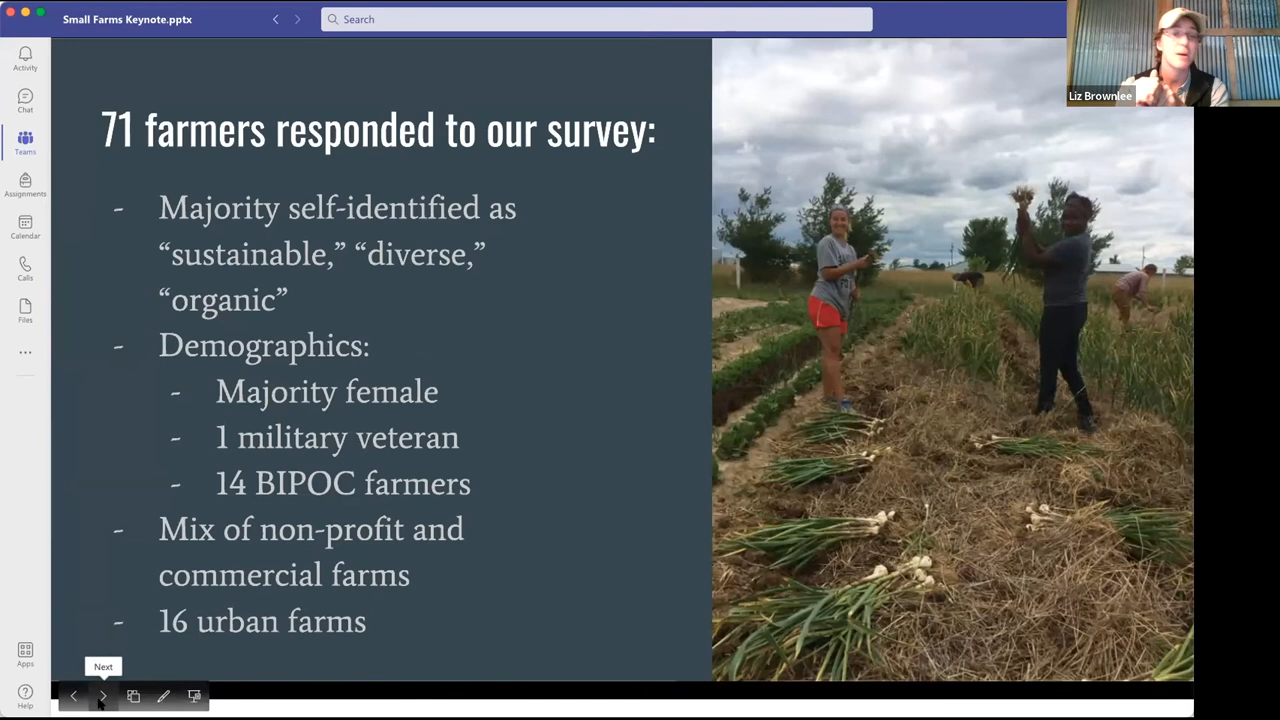 Small Farms Keynote.pptx
Search
Liz Brownlee
Activity
Chat
Teams
Assignments
Calendar
Calls
Files
Apps
Help
71 farmers responded to our survey:
- Majority self-identified as
“sustainable,” “diverse,”
“organic”
- Demographics:
- Majority female
- 1 military veteran
- 14 BIPOC farmers
- Mix of non-profit and
commercial farms
- 16 urban farms
Next